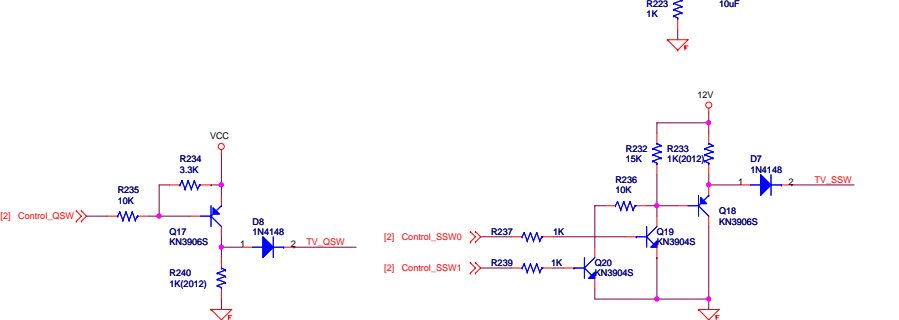 R223
1K
10uF
12V
VCC
R234
3.3K
R232
15K
R233
1K(2012)
D7
1N4148
R235
10K
R236
10K
1
2
TV_SSW
[2] Control_QSW
D8
1N4148
Q18
KN3906S
Q17
KN3906S
1
2
TV_QSW
[2] Control_SSW0
R237
1K
Q19
KN3904S
R240
1K(2012)
[2] Control_SSW1
R239
1K
Q20
KN3904S
F
F
F